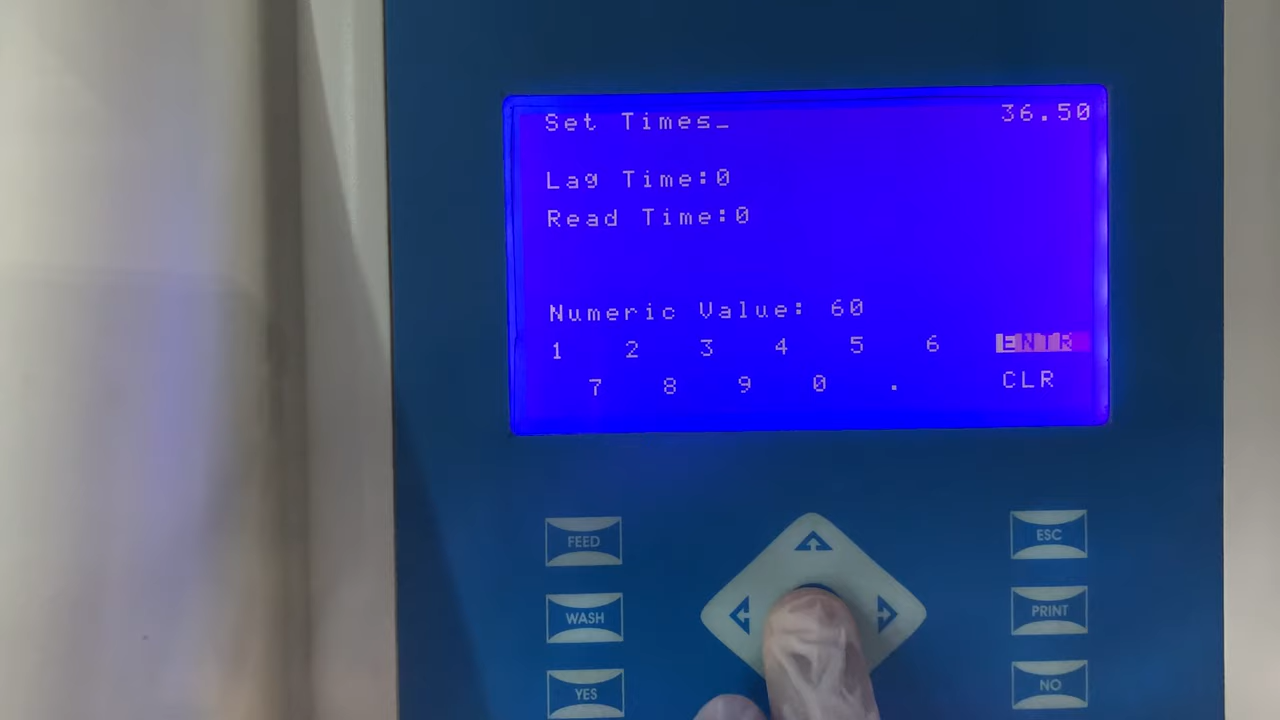 Set Times_ 36.50
Lag Time:0
Read Time:0
Numeric Value: 60
1 2 3 4 5 6 ENTR
7 8 9 0 . CLR
FEED ESC
WASH PRINT
YES NO